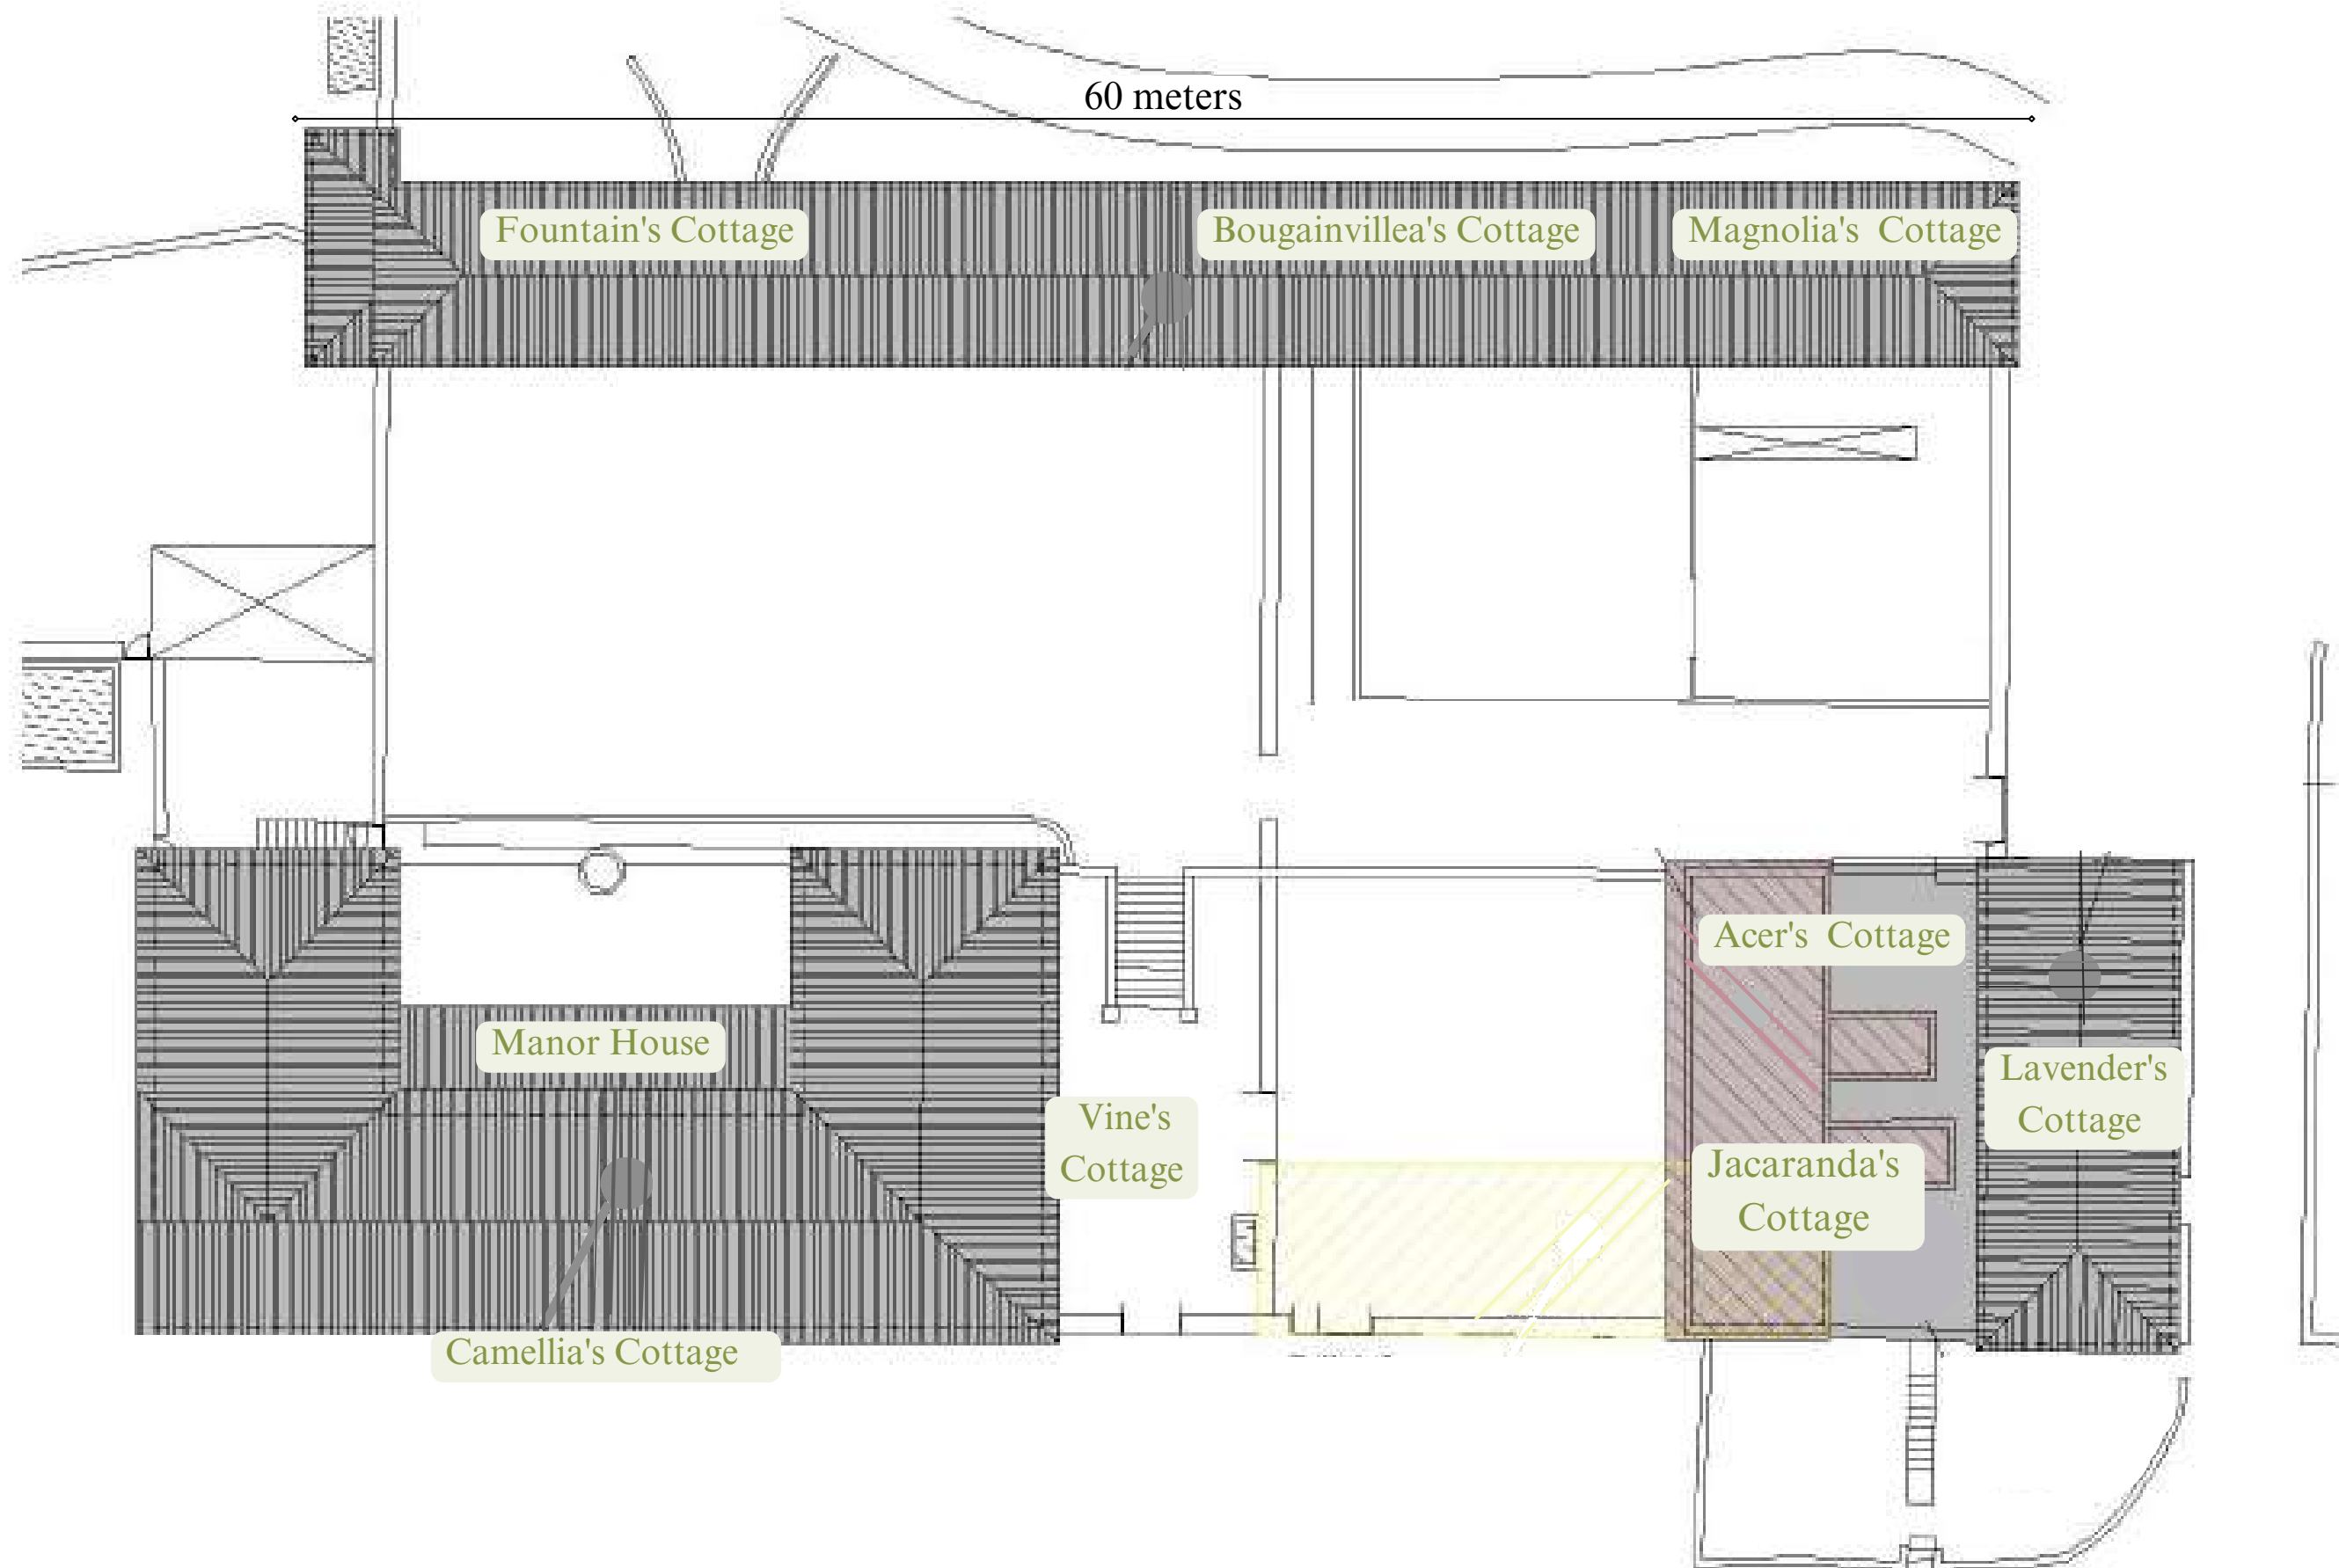 60 meters
Fountain's Cottage
Bougainvillea's Cottage
Magnolia's Cottage
Acer's Cottage
Manor House
Lavender's
Cottage
Vine's
Cottage
Jacaranda's
Cottage
Camellia's Cottage